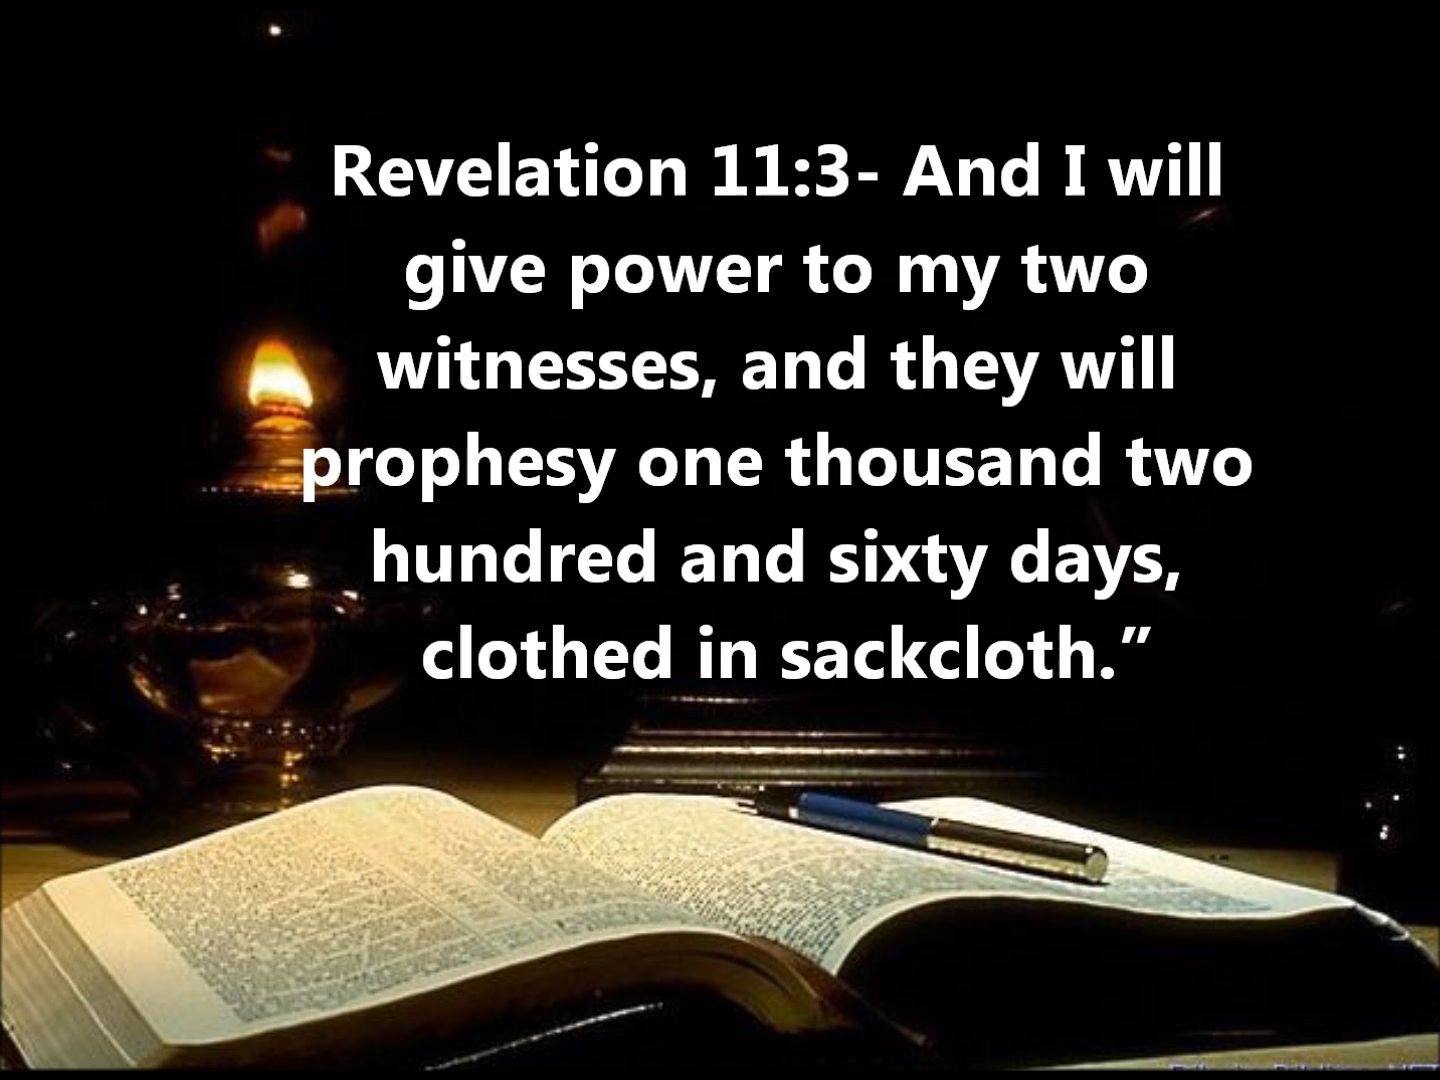 Revelation 11:3- And I will
give power to my two
witnesses, and they will
prophesy one thousand two
hundred and sixty days,
clothed in sackcloth.”